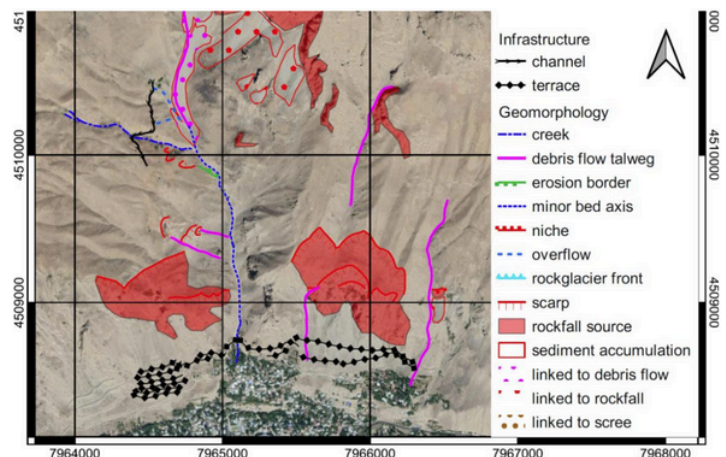 451
000
Infrastructure
channel
terrace
Geomorphology
creek
debris flow talweg
erosion border
minor bed axis
niche
overflow
rockglacier front
scarp
rockfall source
sediment accumulation
linked to debris flow
linked to rockfall
linked to scree
4510000
4510000
4509000
4509000
7964000 7965000 7966000 7967000 7968000